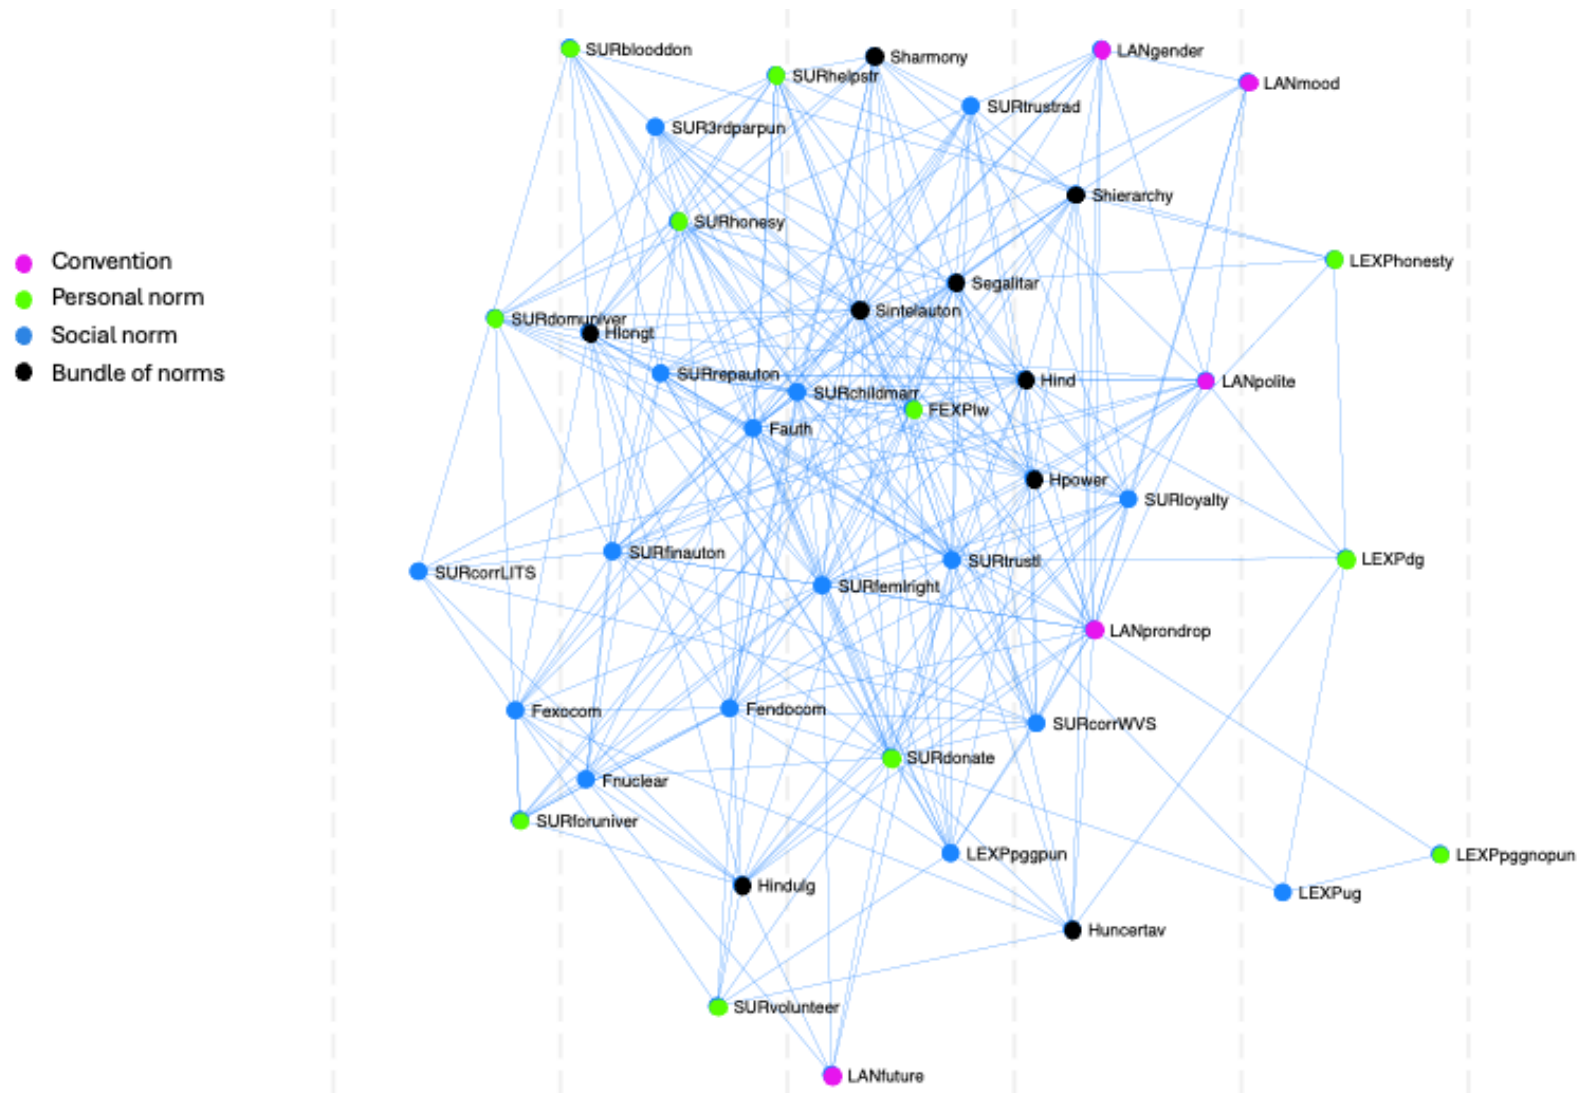 SURblooddon
Sharmony
LANgender
SURhelpstr
LANmood
SURtrustrad
SUR3rdparpun
Shierarchy
SURhonesy
Convention
LEXPhonesty
Segalitar
Personal norm
Sintelauton
SURdomuniver
Hlongt
Social norm
Bundle of norms
SURrepauton
Hind
LANpolite
SURchildmarr
FEXPlw
Fauth
Hpower
SURloyalty
SURfinauton
SURtrustl
LEXPdg
SURcorrLITS
SURfemlright
LANprondrop
Fexocom
Fendocom
SURcorrWVS
SURdonate
Fnuclear
SURforuniver
LEXPpggpun
LEXPpggnopun
Hindulg
LEXPug
Huncertav
SURvolunteer
LANfuture